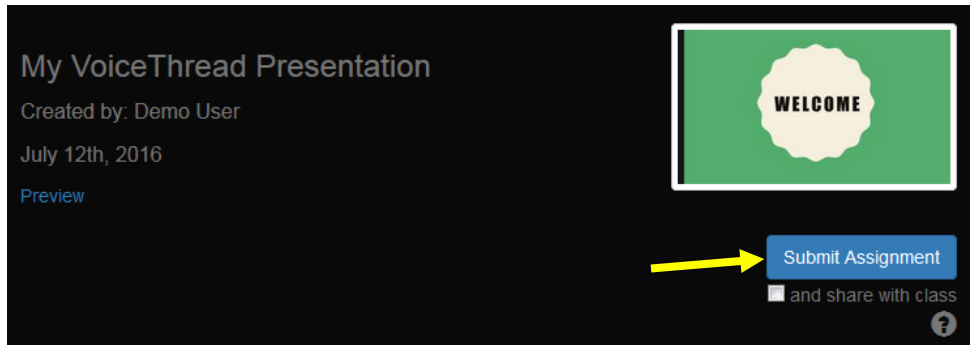 My VoiceThread Presentation
Created by: Demo User
July 12th, 2016
Preview
WELCOME
Submit Assignment
and share with class
?